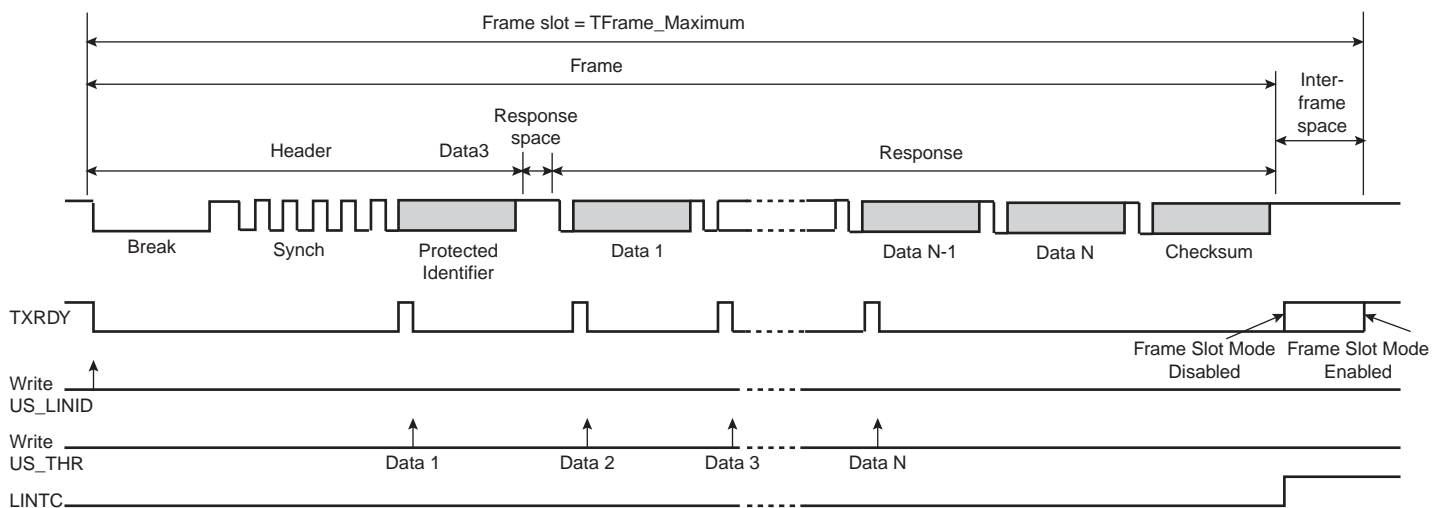 Frame slot = TFrame_Maximum
Frame
Inter-
frame
space
Response
space
Header
Data3
Response
Break
Synch
Protected
Identifier
Data 1
Data N-1
Data N
Checksum
TXRDY
Frame Slot Mode
Disabled
Frame Slot Mode
Enabled
Write
US_LINID
Write
US_THR
Data 1
Data 2
Data 3
Data N
LINTC